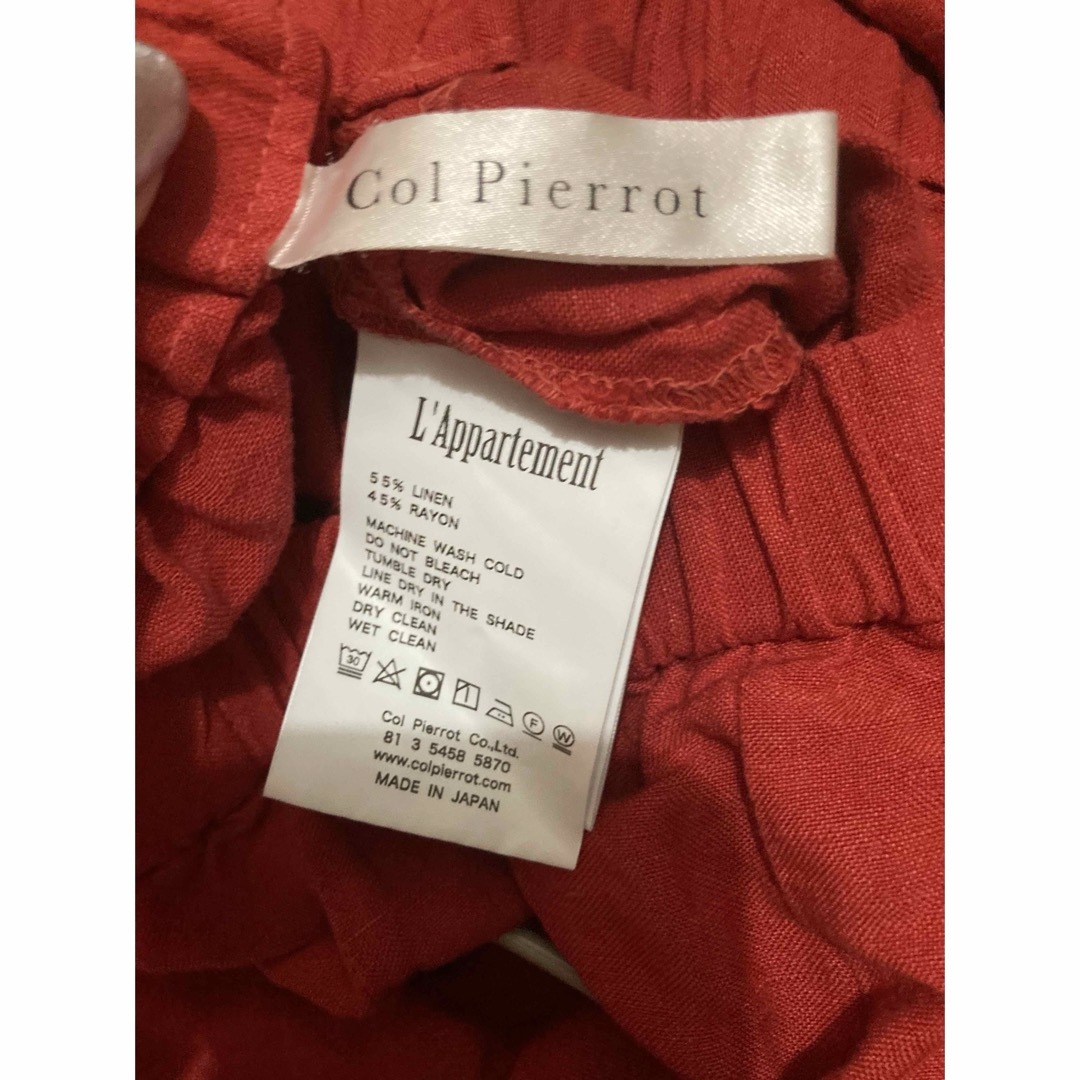 Col Pierrot
L'Appartement
55% LINEN
45% RAYON
MACHINE WASH COLD
DO NOT BLEACH
TUMBLE DRY
LINE DRY IN THE SHADE
WARM IRON
DRY CLEAN
WET CLEAN
30 F W
Col Pierrot Co.,Ltd.
81 3 5458 5870
www.colpierrot.com
MADE IN JAPAN